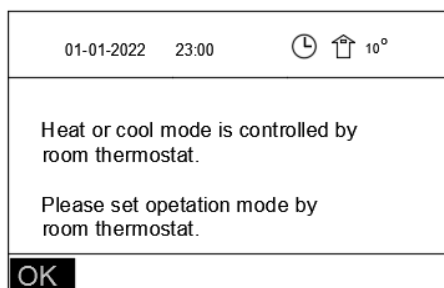 01-01-2022 23:00 10°
Heat or cool mode is controlled by
room thermostat.
Please set opetation mode by
room thermostat.
OK